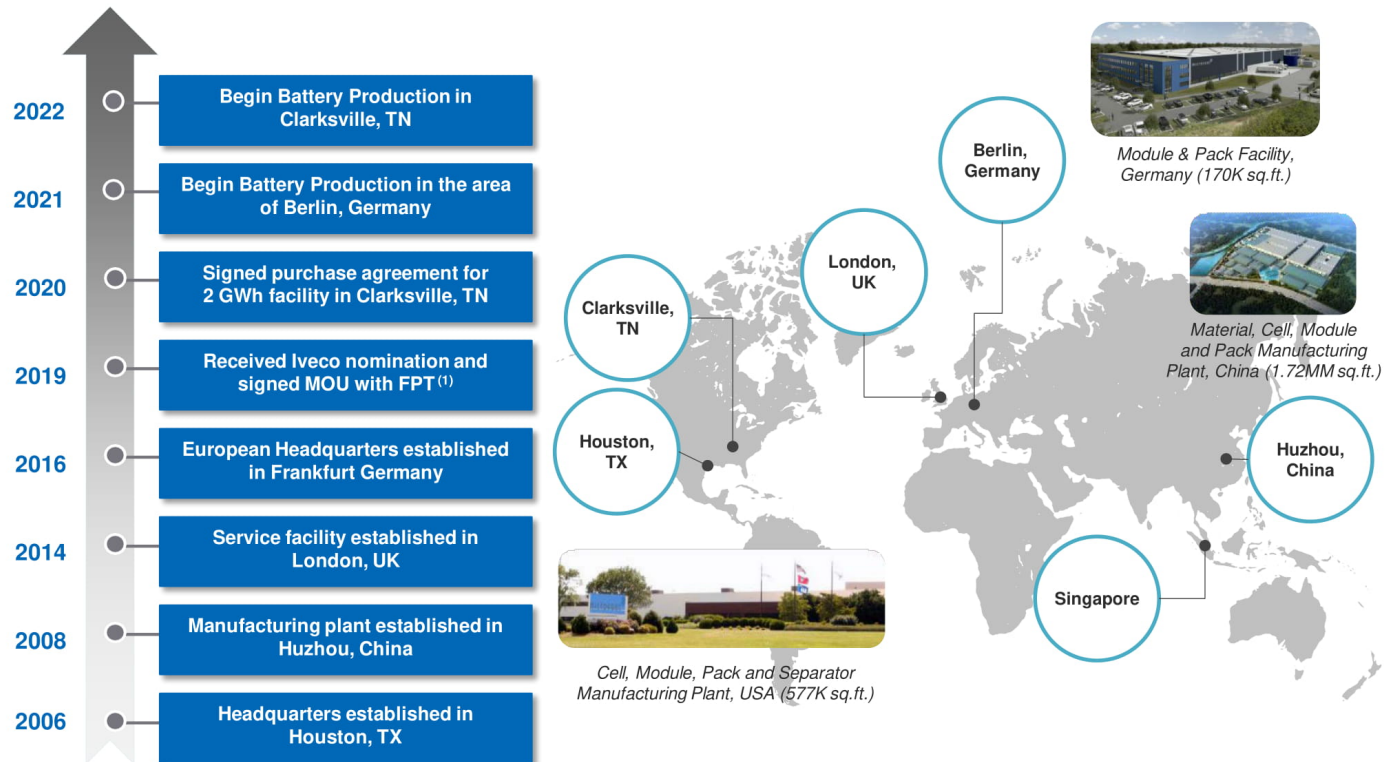 2022
Begin Battery Production in
Clarksville, TN
2021
Begin Battery Production in the area
of Berlin, Germany
2020
Signed purchase agreement for
2 GWh facility in Clarksville, TN
2019
Received Iveco nomination and
signed MOU with FPT (1)
2016
European Headquarters established
in Frankfurt Germany
2014
Service facility established in
London, UK
2008
Manufacturing plant established in
Huzhou, China
2006
Headquarters established in
Houston, TX
Module & Pack Facility,
Germany (170K sq.ft.)
Berlin,
Germany
London,
UK
Clarksville,
TN
Material, Cell, Module
and Pack Manufacturing
Plant, China (1.72MM sq.ft.)
Houston,
TX
Huzhou,
China
Singapore
Cell, Module, Pack and Separator
Manufacturing Plant, USA (577K sq.ft.)